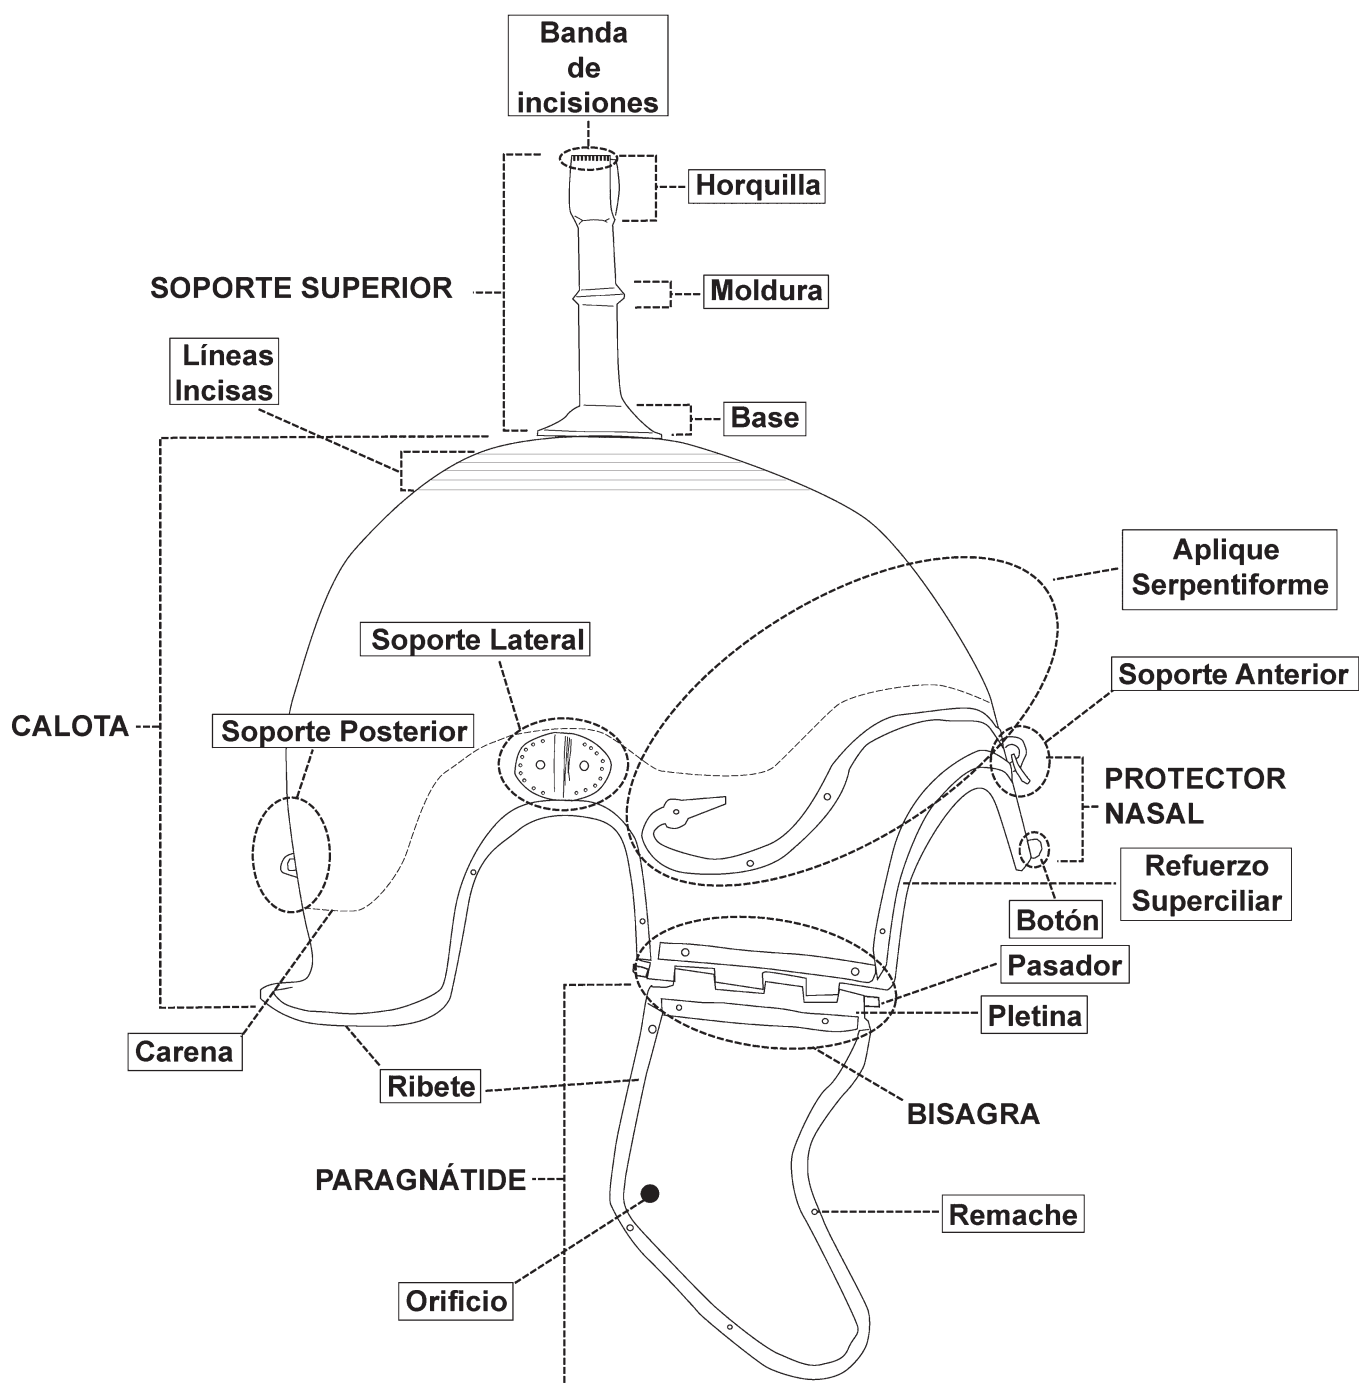 Banda
de
incisiones
Horquilla
SOPORTE SUPERIOR
Moldura
Líneas
Incisas
Base
Aplique
Serpentiforme
Soporte Lateral
Soporte Anterior
CALOTA
Soporte Posterior
PROTECTOR
NASAL
Refuerzo
Superciliar
Botón
Pasador
Pletina
Carena
Ribete
BISAGRA
PARAGNÁTIDE
Remache
Orificio